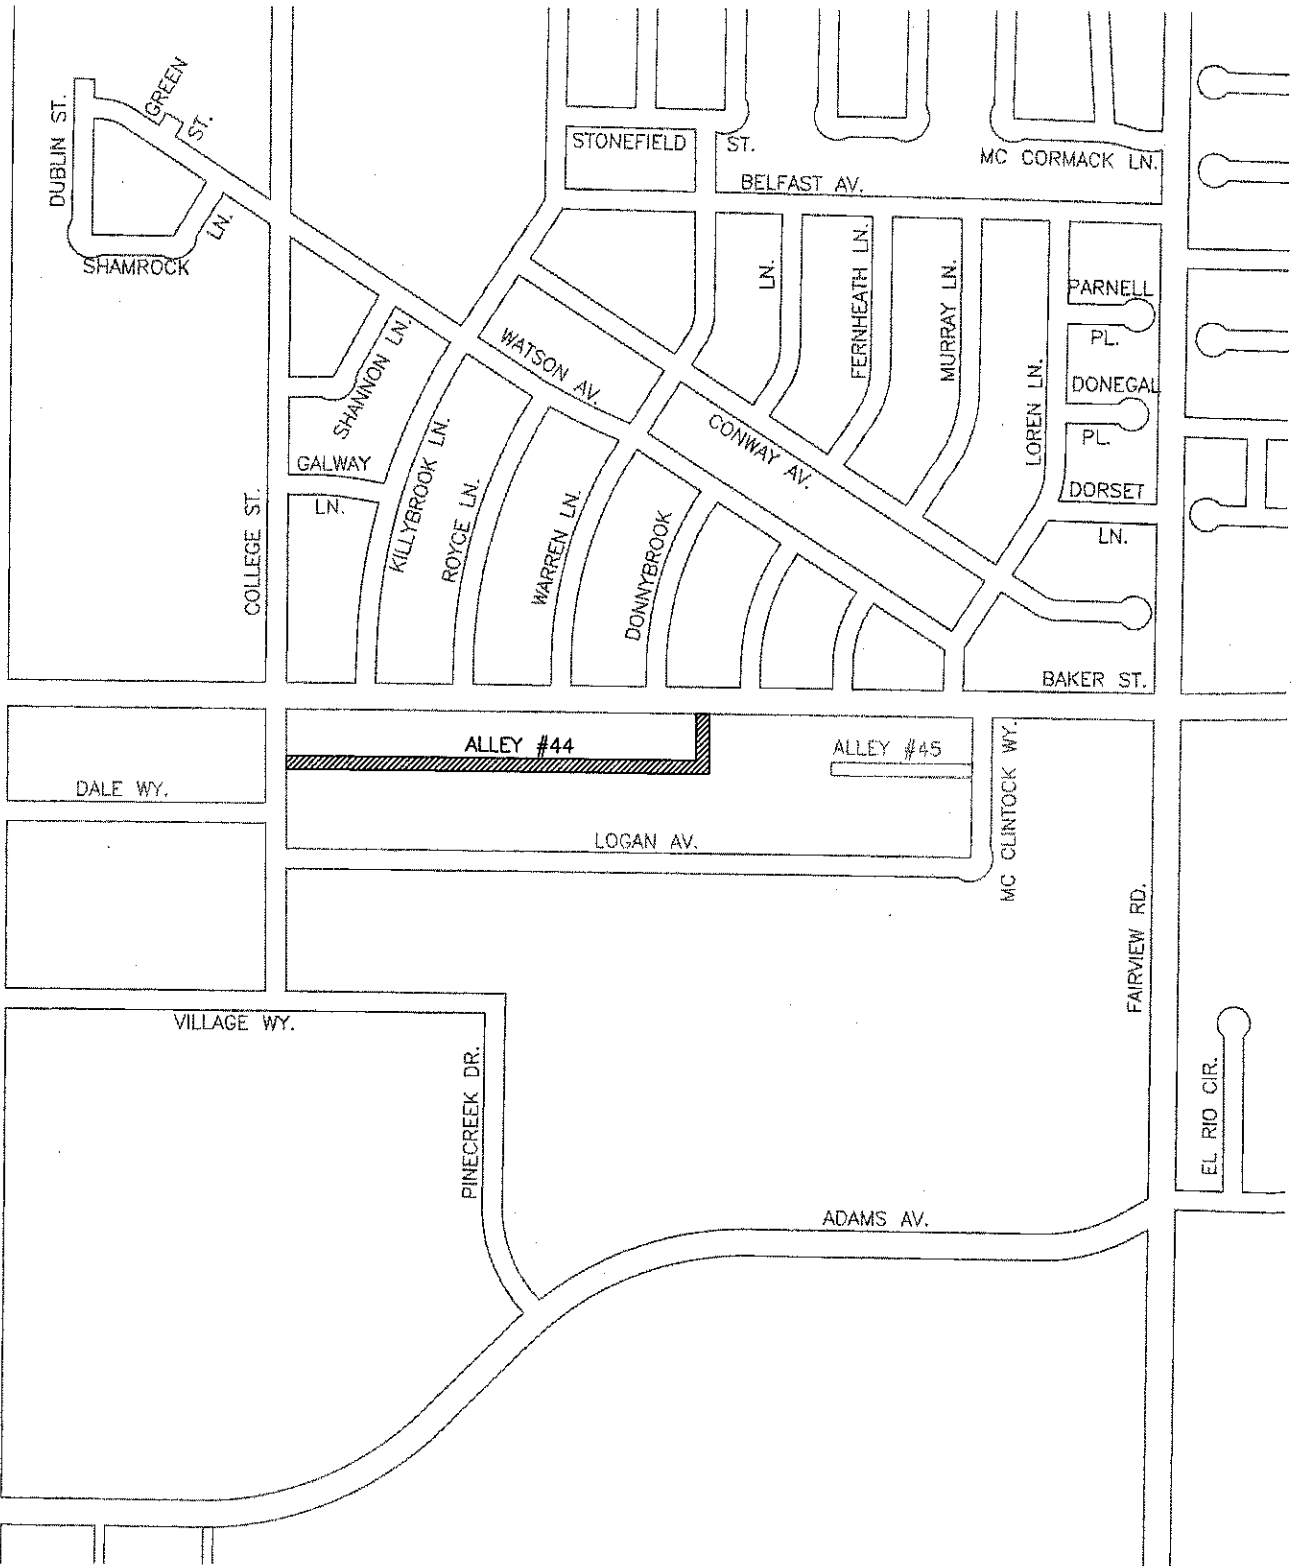 GREEN
ST.
DUBLIN ST.
STONEFIELD ST.
MC CORMACK LN.
BELFAST AV.
LN.
SHAMROCK
LN.
FERNHEATH LN.
MURRAY LN.
PARNELL
PL.
SHANNON LN.
WATSON AV.
DONEGAL
PL.
LOREN LN.
CONWAY AV.
GALWAY
LN.
KILLYBROOK LN.
ROYCE LN.
WARREN LN.
DONNYBROOK
DORSET
LN.
COLLEGE ST.
BAKER ST.
ALLEY #44
ALLEY #45
MC CLINTOCK WY.
DALE WY.
LOGAN AV.
FAIRVIEW RD.
VILLAGE WY.
PINECREEK DR.
EL RIO CIR.
ADAMS AV.